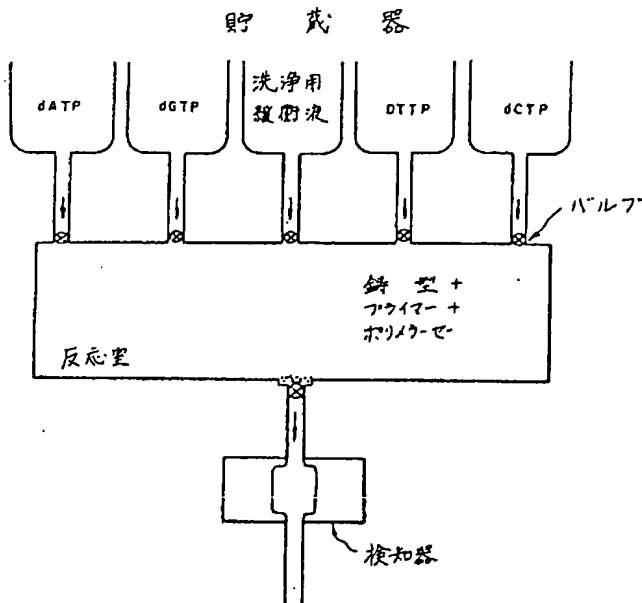 貯蔵器
dATP
dGTP
洗浄用
緩衝液
DTTP
dCTP
バルブ
鋳型 +
プライマー +
ポリメラーゼ
反応室
検知器